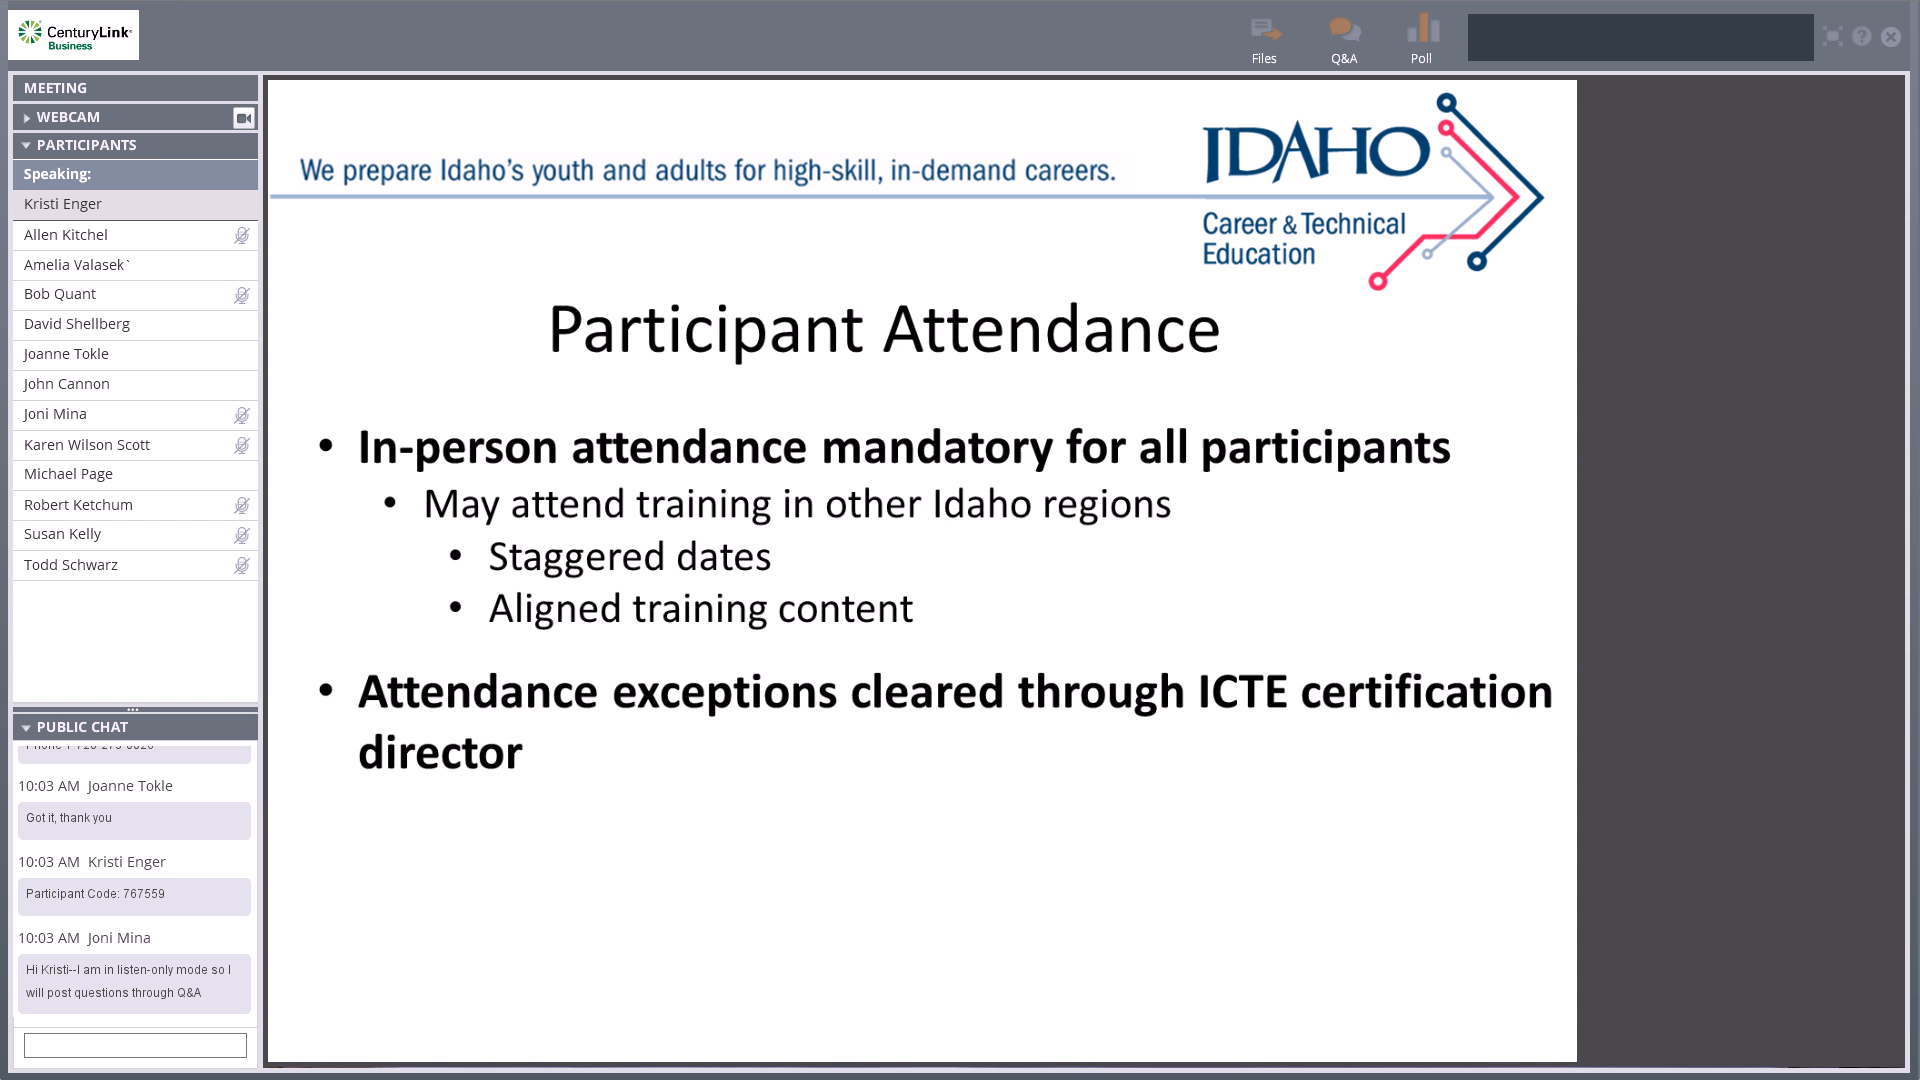 CenturyLink
Business
Files
Q&A
Poll
MEETING
WEBCAM
PARTICIPANTS
Speaking:
Kristi Enger
Allen Kitchel
Amelia Valasek`
Bob Quant
David Shellberg
Joanne Tokle
John Cannon
Joni Mina
Karen Wilson Scott
Michael Page
Robert Ketchum
Susan Kelly
Todd Schwarz
PUBLIC CHAT
10:03 AM Joanne Tokle
Got it, thank you
10:03 AM Kristi Enger
Participant Code: 767559
10:03 AM Joni Mina
Hi Kristi--I am in listen-only mode so I
will post questions through Q&A
We prepare Idaho's youth and adults for high-skill, in-demand careers.
IDAHO
Career & Technical
Education
Participant Attendance
• In-person attendance mandatory for all participants
• May attend training in other Idaho regions
• Staggered dates
• Aligned training content
• Attendance exceptions cleared through ICTE certification
director